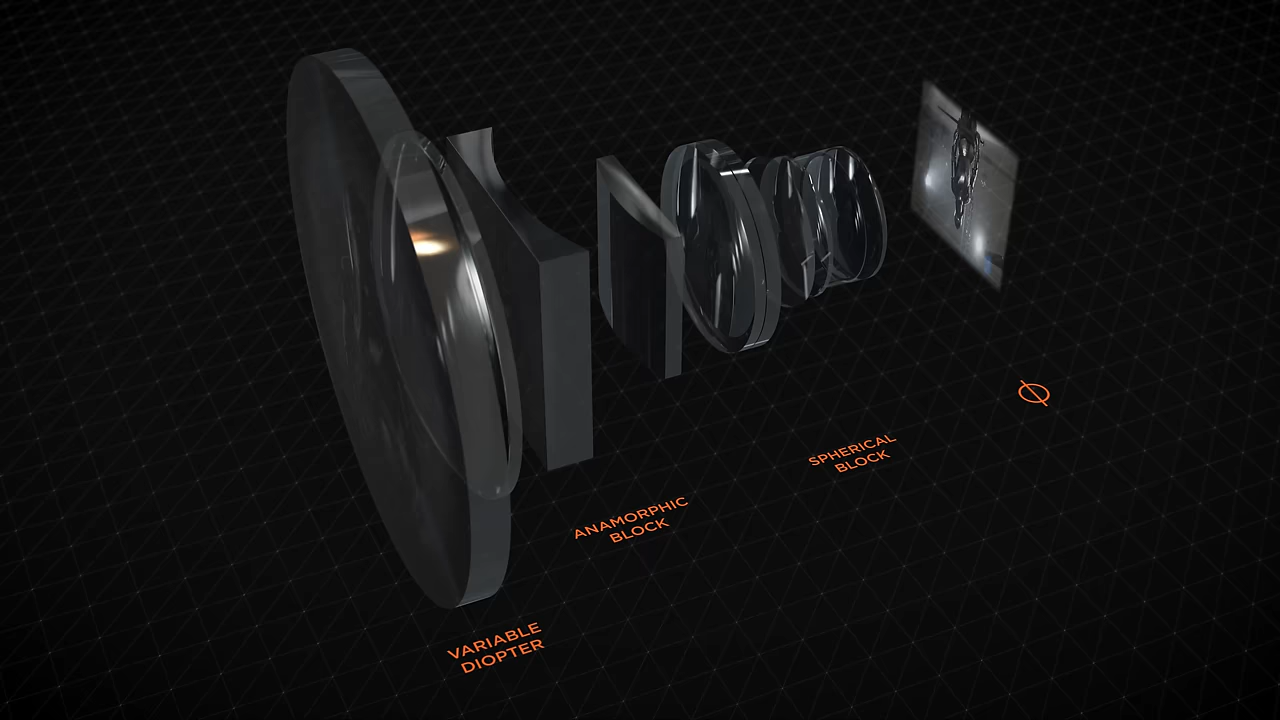 VARIABLE
DIOPTER
ANAMORPHIC
BLOCK
SPHERICAL
BLOCK